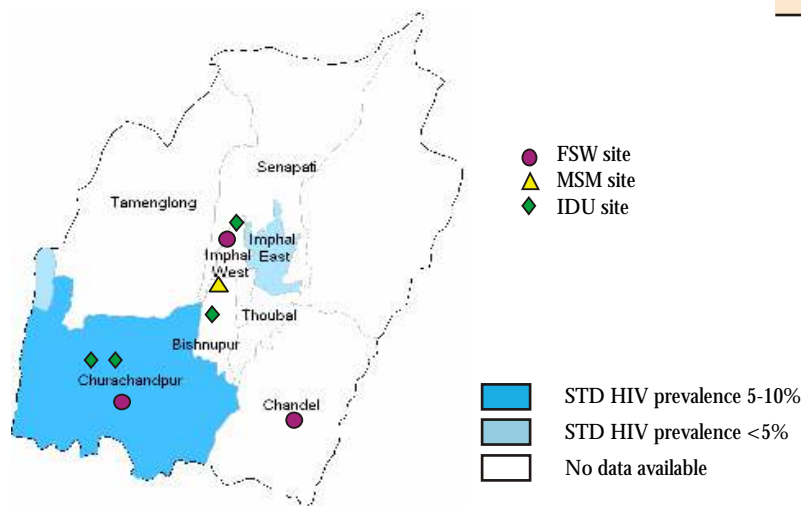 FSW site
MSM site
IDU site
Senapati
Tamenglong
Imphal
East
Imphal
West
Thoubal
Bishnupur
Churachandpur
Chandel
STD HIV prevalence 5-10%
STD HIV prevalence <5%
No data available